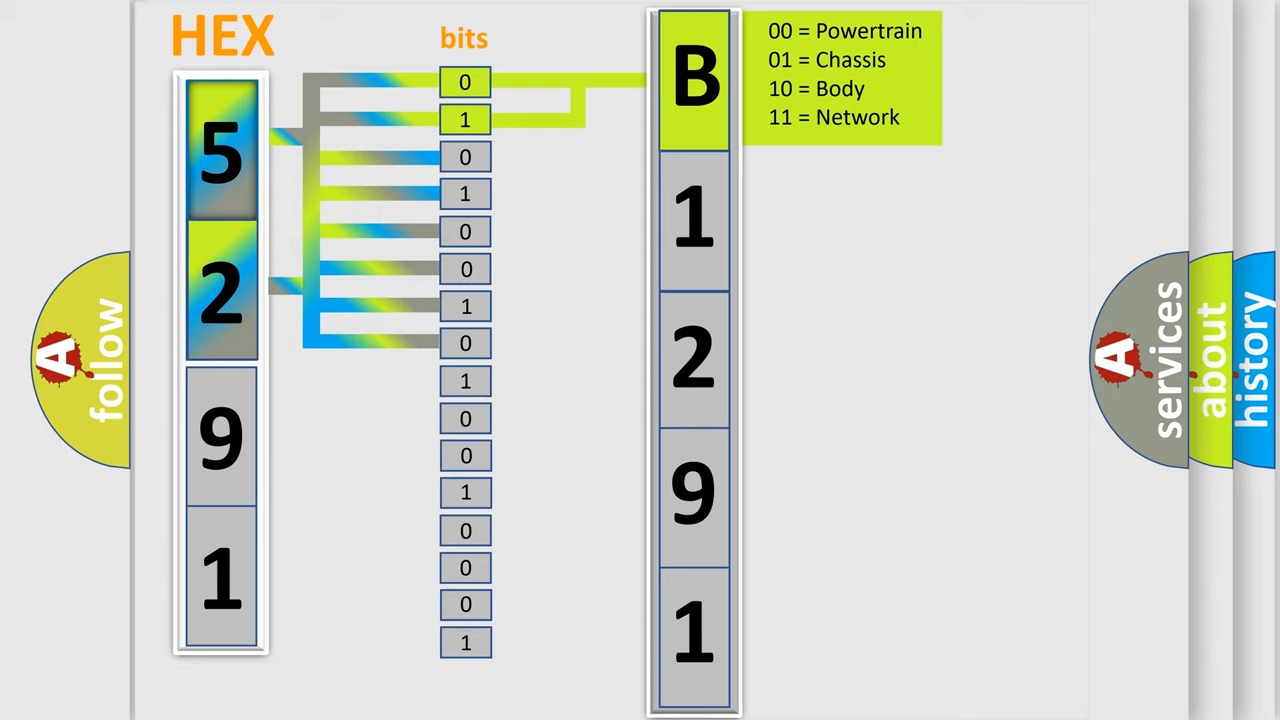 HEX
bits
5
2
9
1
0
1
0
1
0
0
1
0
1
0
0
1
0
0
0
1
B
1
2
9
1
00 = Powertrain
01 = Chassis
10 = Body
11 = Network
A
follow
A
services
about
history